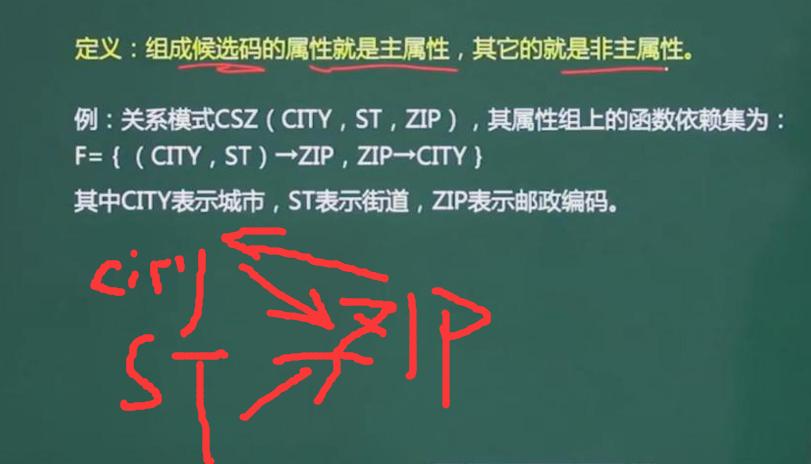 定义：组成候选码的属性就是主属性，其它的就是非主属性。
例：关系模式CSZ（CITY，ST，ZIP），其属性组上的函数依赖集为：
F=｛（CITY，ST）→ZIP，ZIP→CITY｝
其中CITY表示城市，ST表示街道，ZIP表示邮政编码。
city
ZIP
ST